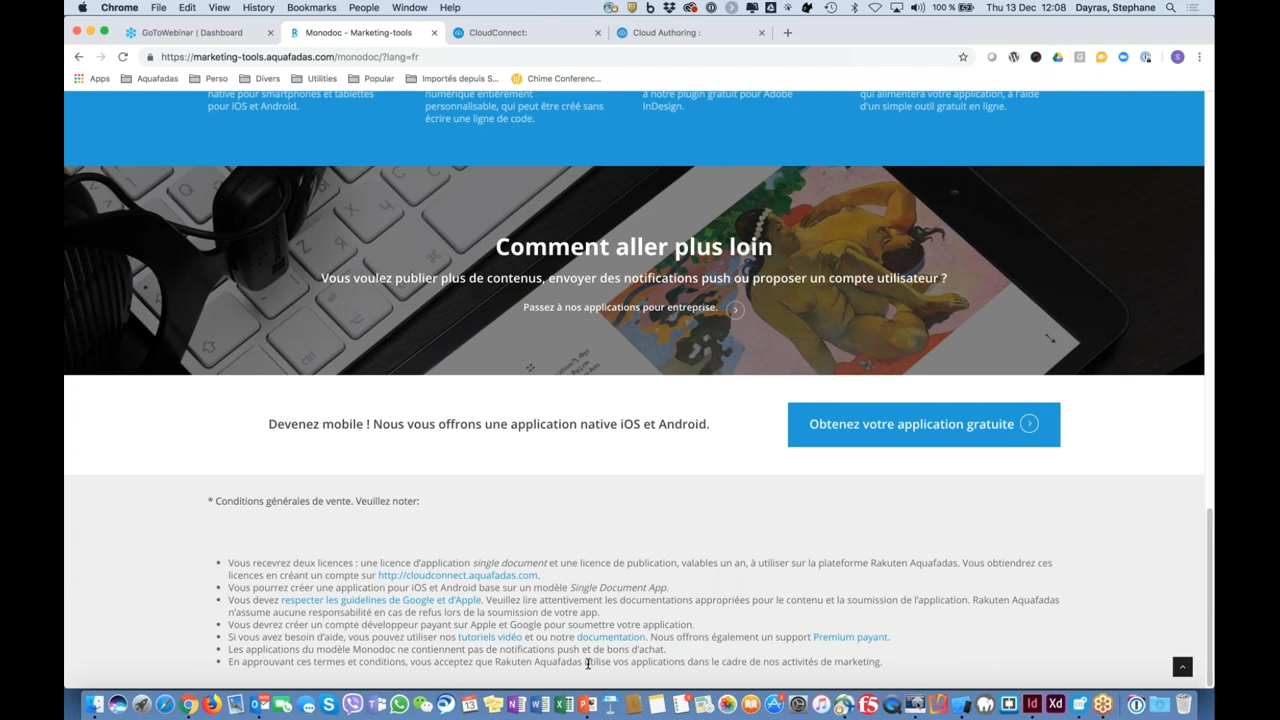 Chrome File Edit View History Bookmarks People Window Help 100 % Thu 13 Dec 12:08 Dayras, Stephane
GoToWebinar | Dashboard Monodoc - Marketing-tools CloudConnect: Cloud Authoring :
https://marketing-tools.aquafadas.com/monodoc/?lang=fr
Apps Aquafadas Perso Divers Utilities Popular Importés depuis S... Chime Conferenc...
native pour smartphones et tablettes
pour iOS et Android.
numérique entièrement
personnalisable, qui peut être créé sans
écrire une ligne de code.
à notre plugin gratuit pour Adobe
InDesign.
qui alimentera votre application, à l'aide
d'un simple outil gratuit en ligne.
Comment aller plus loin
Vous voulez publier plus de contenus, envoyer des notifications push ou proposer un compte utilisateur ?
Passez à nos applications pour entreprise.
Devenez mobile ! Nous vous offrons une application native iOS et Android.
Obtenez votre application gratuite
* Conditions générales de vente. Veuillez noter:
Vous recevrez deux licences : une licence d'application single document et une licence de publication, valables un an, à utiliser sur la plateforme Rakuten Aquafadas. Vous obtiendrez ces
licences en créant un compte sur http://cloudconnect.aquafadas.com.
Vous pourrez créer une application pour iOS et Android base sur un modèle Single Document App.
Vous devez respecter les guidelines de Google et d'Apple. Veuillez lire attentivement les documentations appropriées pour le contenu et la soumission de l'application. Rakuten Aquafadas
n'assume aucune responsabilité en cas de refus lors de la soumission de votre app.
Vous devrez créer un compte développeur payant sur Apple et Google pour soumettre votre application.
Si vous avez besoin d'aide, vous pouvez utiliser nos tutoriels vidéo et ou notre documentation. Nous offrons également un support Premium payant.
Les applications du modèle Monodoc ne contiennent pas de notifications push et de bons d'achat.
En approuvant ces termes et conditions, vous acceptez que Rakuten Aquafadas utilise vos applications dans le cadre de nos activités de marketing.